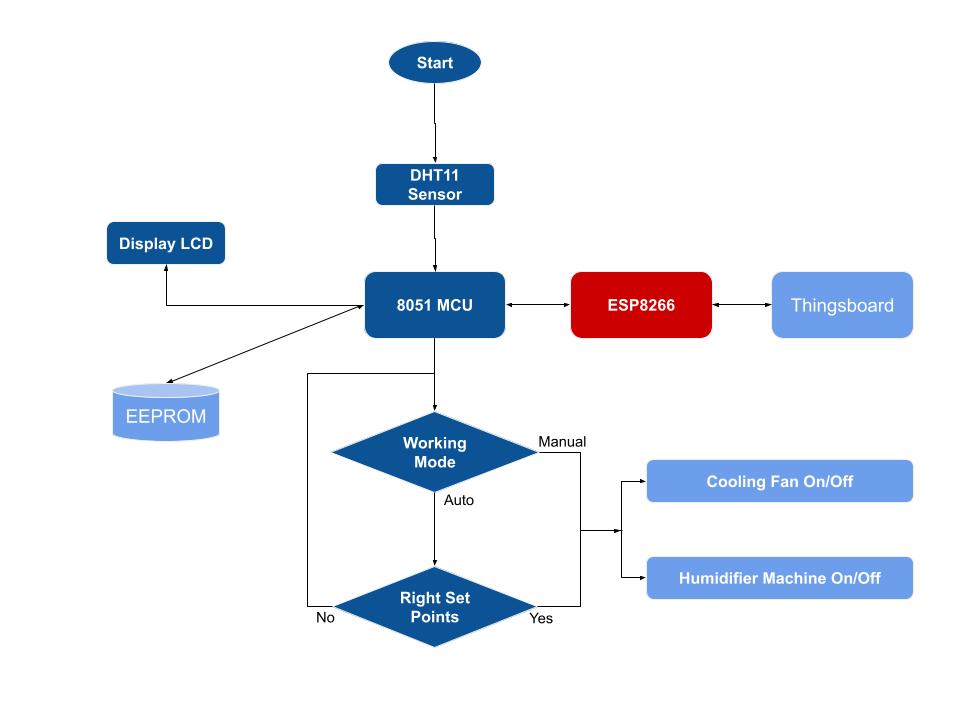 Start
DHT11
Sensor
Display LCD
8051 MCU
ESP8266
Thingsboard
EEPROM
Working
Mode
Manual
Auto
Cooling Fan On/Off
Humidifier Machine On/Off
Right Set
Points
No
Yes